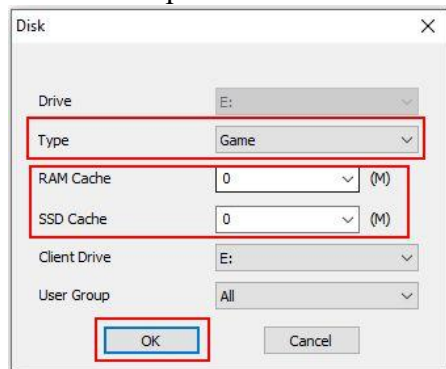 Disk
Drive E:
Type Game
RAM Cache 0 (M)
SSD Cache 0 (M)
Client Drive E:
User Group All
OK Cancel